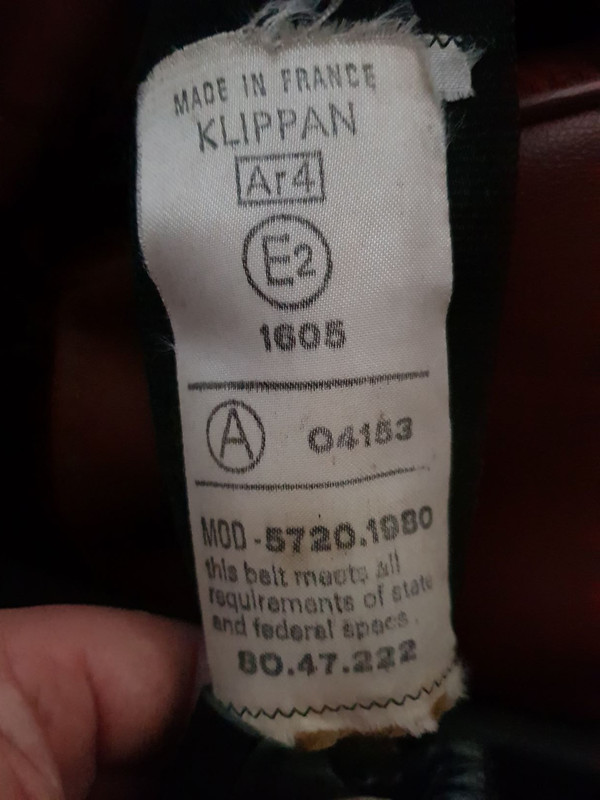 MADE IN FRANCE
KLIPPAN
Ar4
E2
1605
A 04153
MOD-5720.1980
this belt meets all
requirements of state
and federal specs.
80.47.222